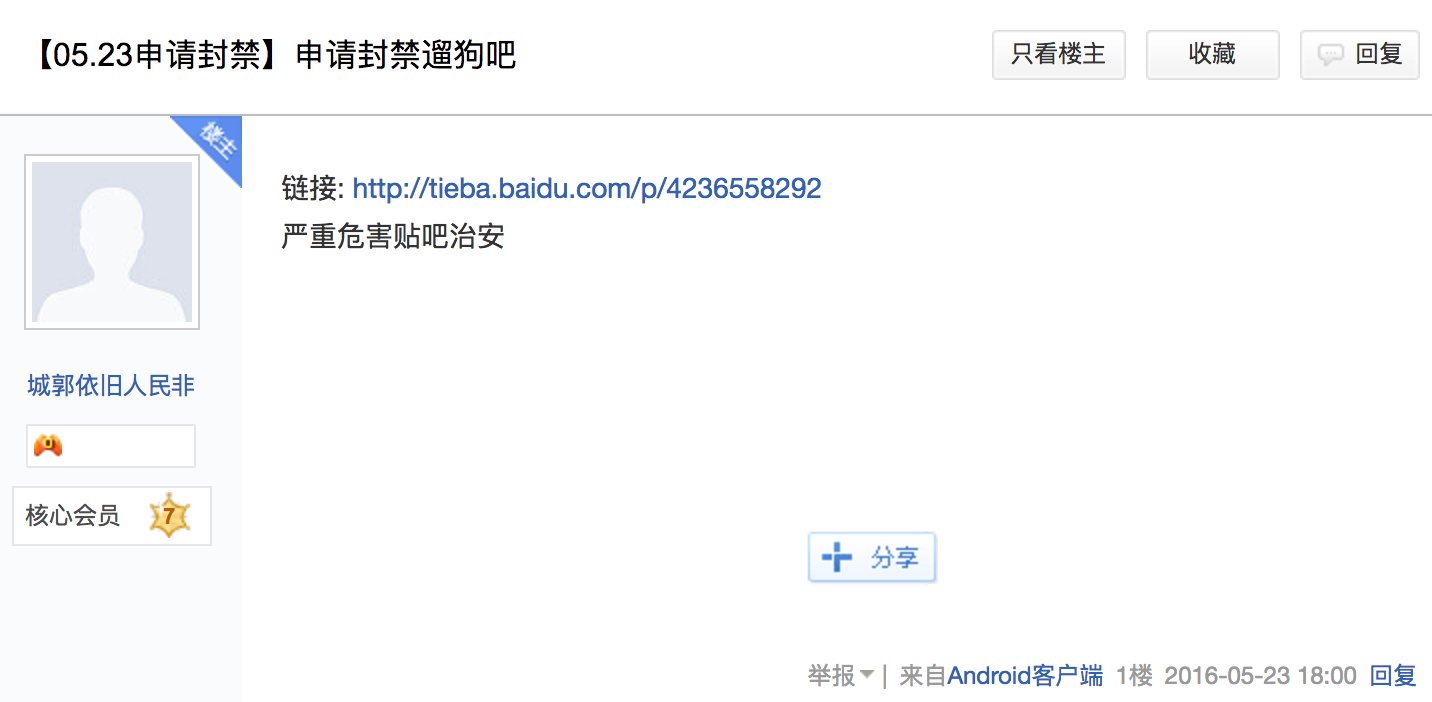 【05.23申请封禁】申请封禁遛狗吧
只看楼主
收藏
回复
楼主
链接: http://tieba.baidu.com/p/4236558292
严重危害贴吧治安
城郭依旧人民非
核心会员 7
分享
举报 | 来自Android客户端 1楼 2016-05-23 18:00 回复